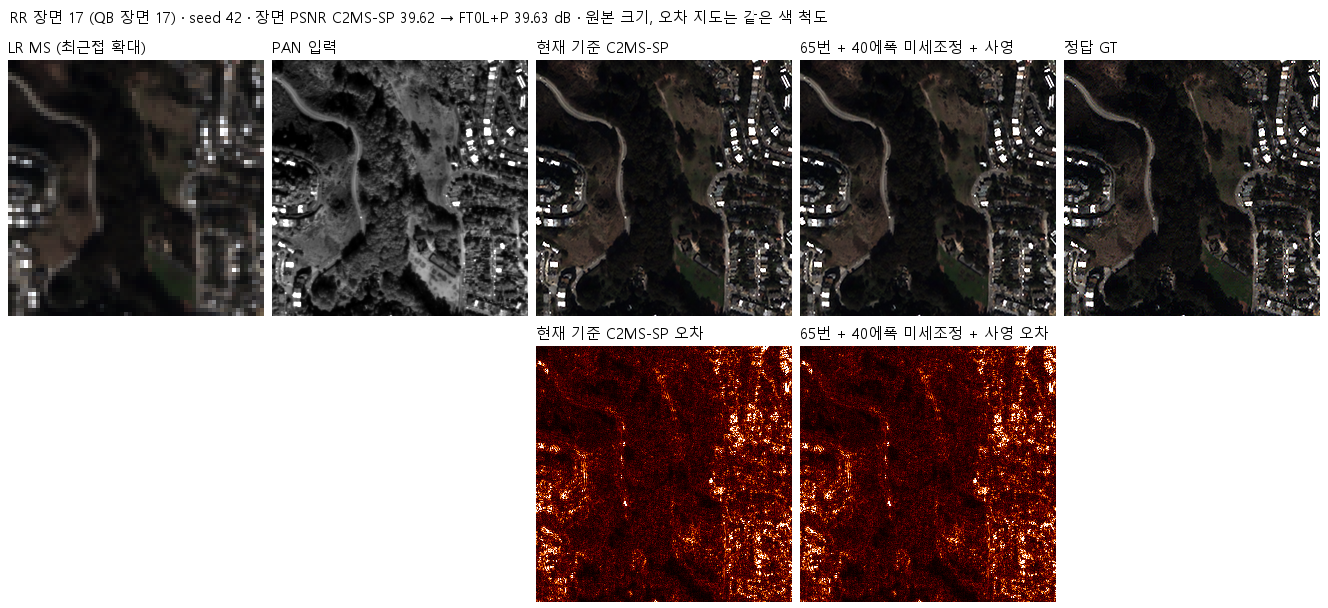 RR 장면 17 (QB 장면 17) · seed 42 · 장면 PSNR C2MS-SP 39.62 → FT0L+P 39.63 dB · 원본 크기, 오차 지도는 같은 색 척도
LR MS (최근접 확대)
PAN 입력
현재 기준 C2MS-SP
65번 + 40에폭 미세조정 + 사영
정답 GT
현재 기준 C2MS-SP 오차
65번 + 40에폭 미세조정 + 사영 오차